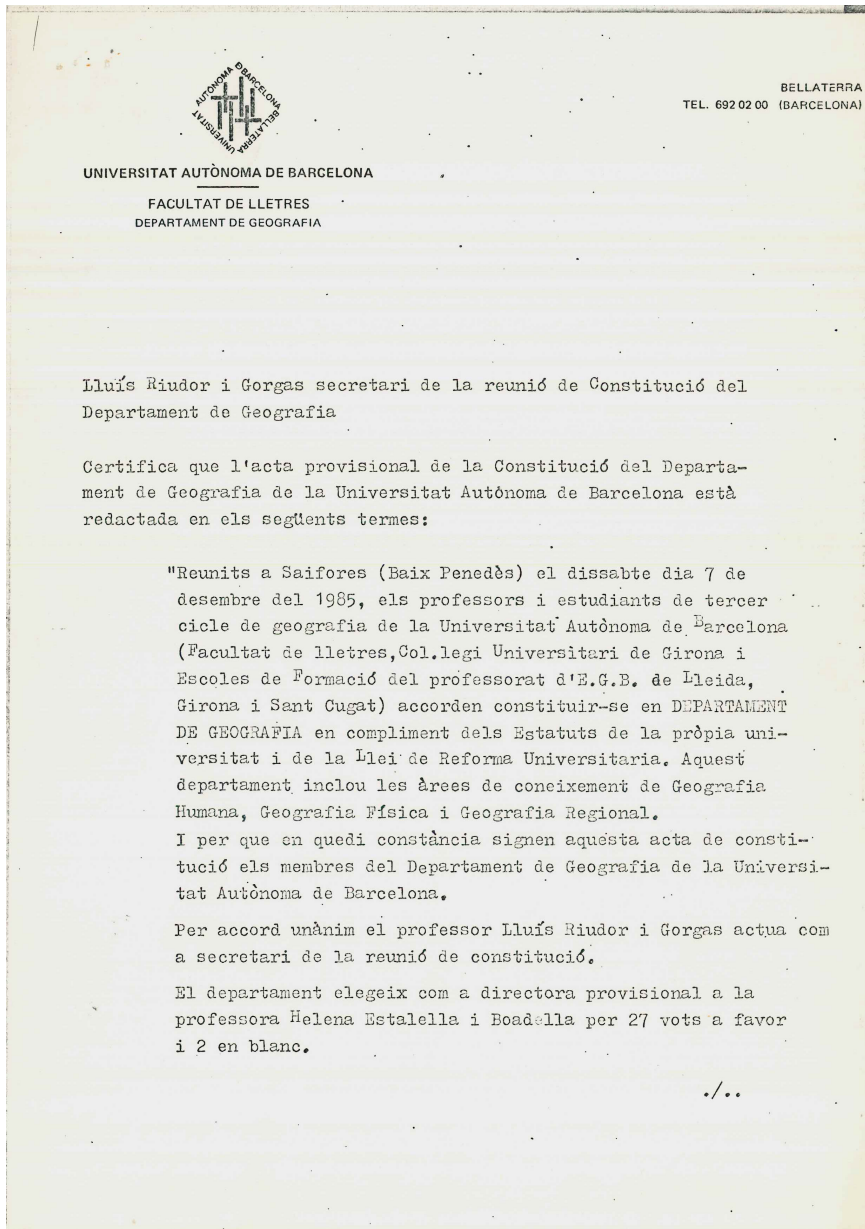 UNIVERSITAT AUTÒNOMA DE BARCELONA BELLATERRA
BELLATERRA
TEL. 692 02 00 (BARCELONA)
UNIVERSITAT AUTÒNOMA DE BARCELONA
FACULTAT DE LLETRES
DEPARTAMENT DE GEOGRAFIA
Lluís Riudor i Gorgas secretari de la reunió de Constitució del
Departament de Geografia
Certifica que l'acta provisional de la Constitució del Departa-
ment de Geografia de la Universitat Autònoma de Barcelona està
redactada en els següents termes:
"Reunits a Saifores (Baix Penedès) el dissabte dia 7 de
desembre del 1985, els professors i estudiants de tercer
cicle de geografia de la Universitat Autònoma de Barcelona
(Facultat de lletres,Col.legi Universitari de Girona i
Escoles de Formació del professorat d'E.G.B. de Lleida,
Girona i Sant Cugat) accorden constituir-se en DEPARTAMENT
DE GEOGRAFIA en compliment dels Estatuts de la pròpia uni-
versitat i de la Llei de Reforma Universitaria. Aquest
departament inclou les àrees de coneixement de Geografia
Humana, Geografia Física i Geografia Regional.
I per que en quedi constància signen aquesta acta de consti-
tució els membres del Departament de Geografia de la Universi-
tat Autònoma de Barcelona.
Per accord unànim el professor Lluís Riudor i Gorgas actua com
a secretari de la reunió de constitució.
El departament elegeix com a directora provisional a la
professora Helena Estalella i Boadella per 27 vots a favor
i 2 en blanc.
./..